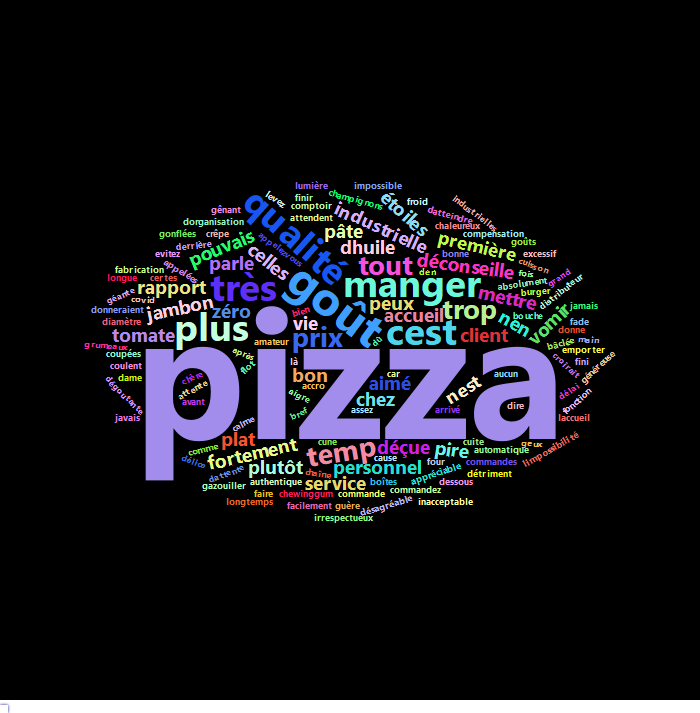 lumière impossible
levez finir champignons étoiles froid industrielles
gênant qualité comptoir industrielle datteindre
dorganisation attendent chaleureux
gonflées crêpe appelezvous pâte première compensation
derrière pouvais celles dhuile bonne goûts
evitez parle tout déconseille fois excessif
fabrication appelées den cuisson grand
longue certes très goût manger absolument distributeur
géante rapport mettre burger
covid jambon zéro bien peux trop nen vomir jamais
donneraient vie accueil bouche
diamètre plus prix dû cest client fade
tomate donne
grumeaux amateur bâclée main
coupées après là emporter
coulent flot croirait fini
pizza
dame chère bon car aucun généreuse
dégoutante attente accro aimé nest délai
avant aigre chez dire fonction
javais bref assez arrivé laccueil
calme
comme plat cune temp déçue pire cuite geux
délice fortement cause automatique limpossibilité
dattente plutôt chaîne personnel four commandes
gazouiller authentique service boîtes appréciable dessous détriment
faire chewinggum commande commandez
longtemps facilement guère désagréable inacceptable
irrespectueux